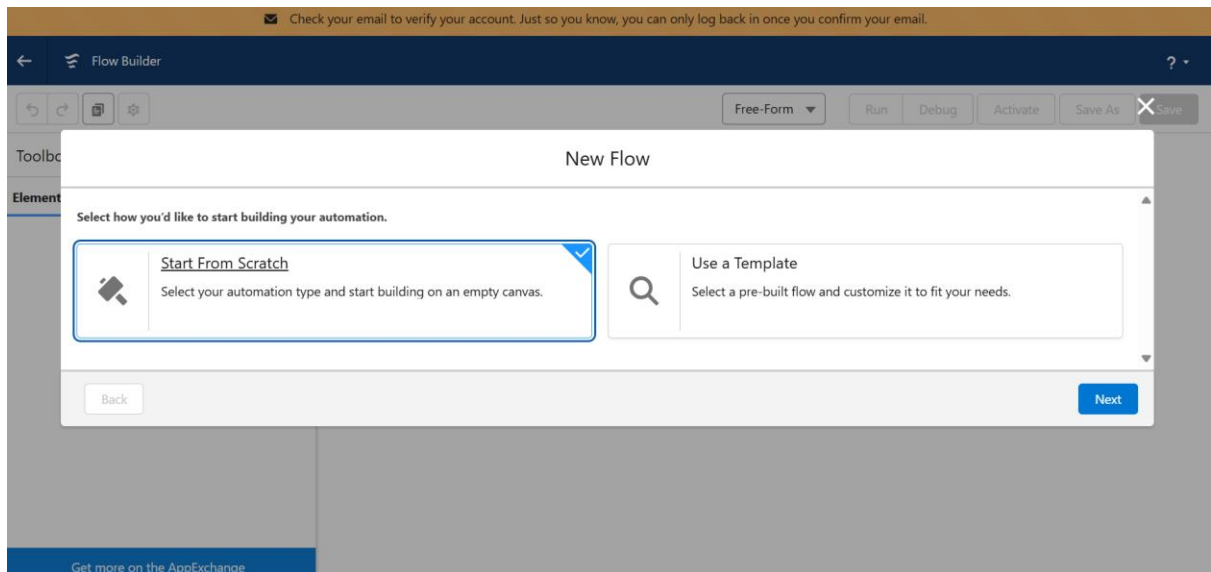 Check your email to verify your account. Just so you know, you can only log back in once you confirm your email.
Flow Builder
?
Free-Form
Run
Debug
Activate
Save As
Save
Toolbo
New Flow
Element
Select how you'd like to start building your automation.
Start From Scratch
Select your automation type and start building on an empty canvas.
Use a Template
Select a pre-built flow and customize it to fit your needs.
Back
Next
Get more on the AppExchange